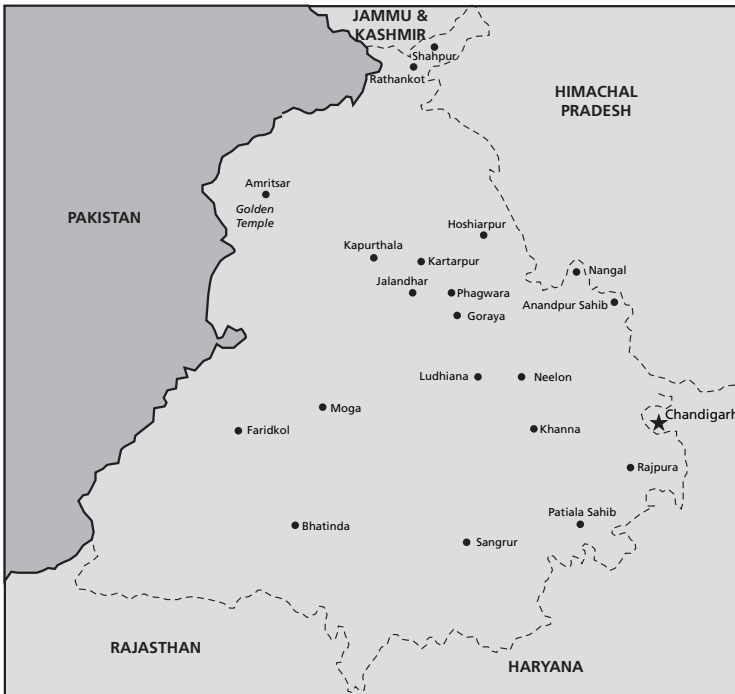 JAMMU &
KASHMIR
Shahpur
Rathankot
HIMACHAL
PRADESH
Amritsar
Golden
Temple
PAKISTAN
Hoshiarpur
Kapurthala
Kartarpur
Nangal
Jalandhar
Phagwara
Anandpur Sahib
Goraya
Ludhiana
Neelon
Moga
Chandigarh
Faridkol
Khanna
Rajpura
Patiala Sahib
Bhatinda
Sangrur
RAJASTHAN
HARYANA